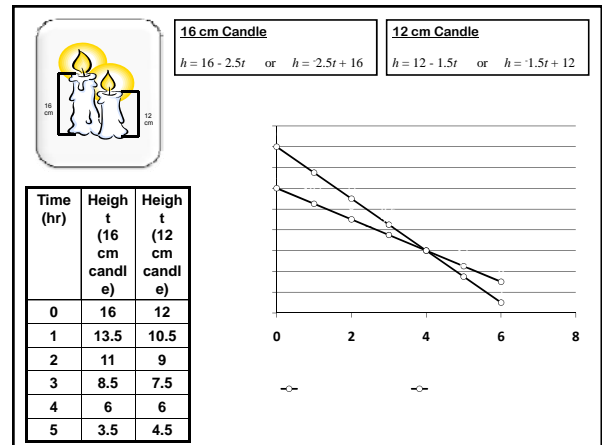 16 cm Candle
h = 16 - 2.5t or h = -2.5t + 16
12 cm Candle
h = 12 - 1.5t or h = -1.5t + 12
16
cm
12
cm
Time
(hr)
Heigh
t
(16
cm
candl
e)
Heigh
t
(12
cm
candl
e)
0 16 12
1 13.5 10.5
2 11 9
3 8.5 7.5
4 6 6
5 3.5 4.5
0 2 4 6 8